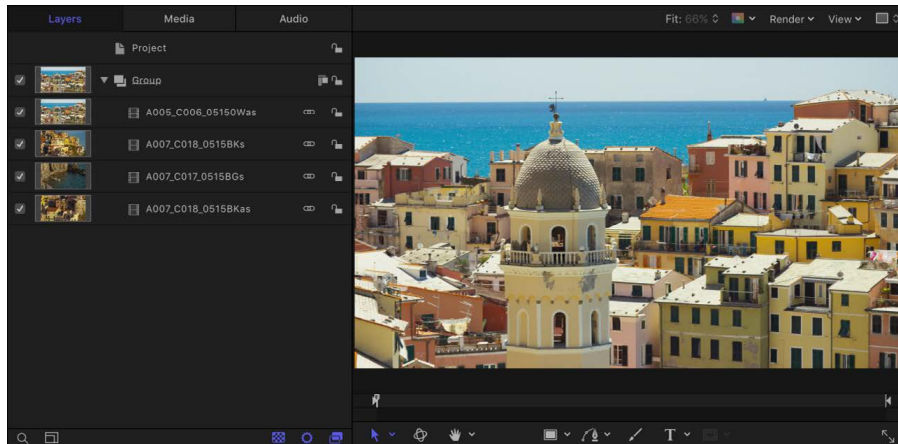 Layers Media Audio Fit: 66% Render View
Project
Group
A005_C006_05150Was
A007_C018_0515BKs
A007_C017_0515BGs
A007_C018_0515BKas
T